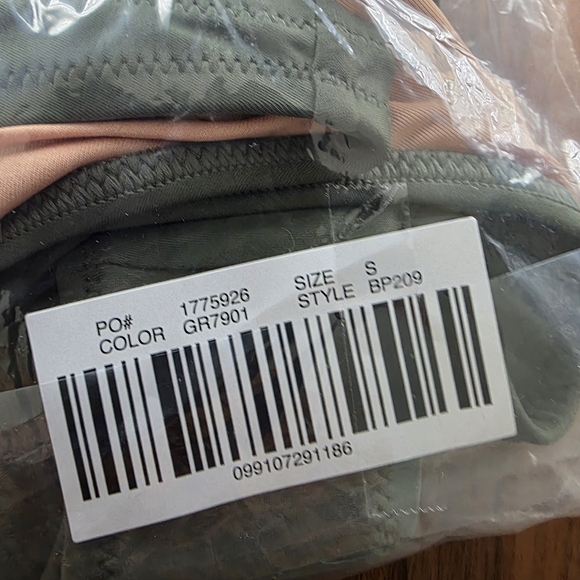 PO# 1775926 SIZE S
COLOR GR7901 STYLE BP209
099107291186